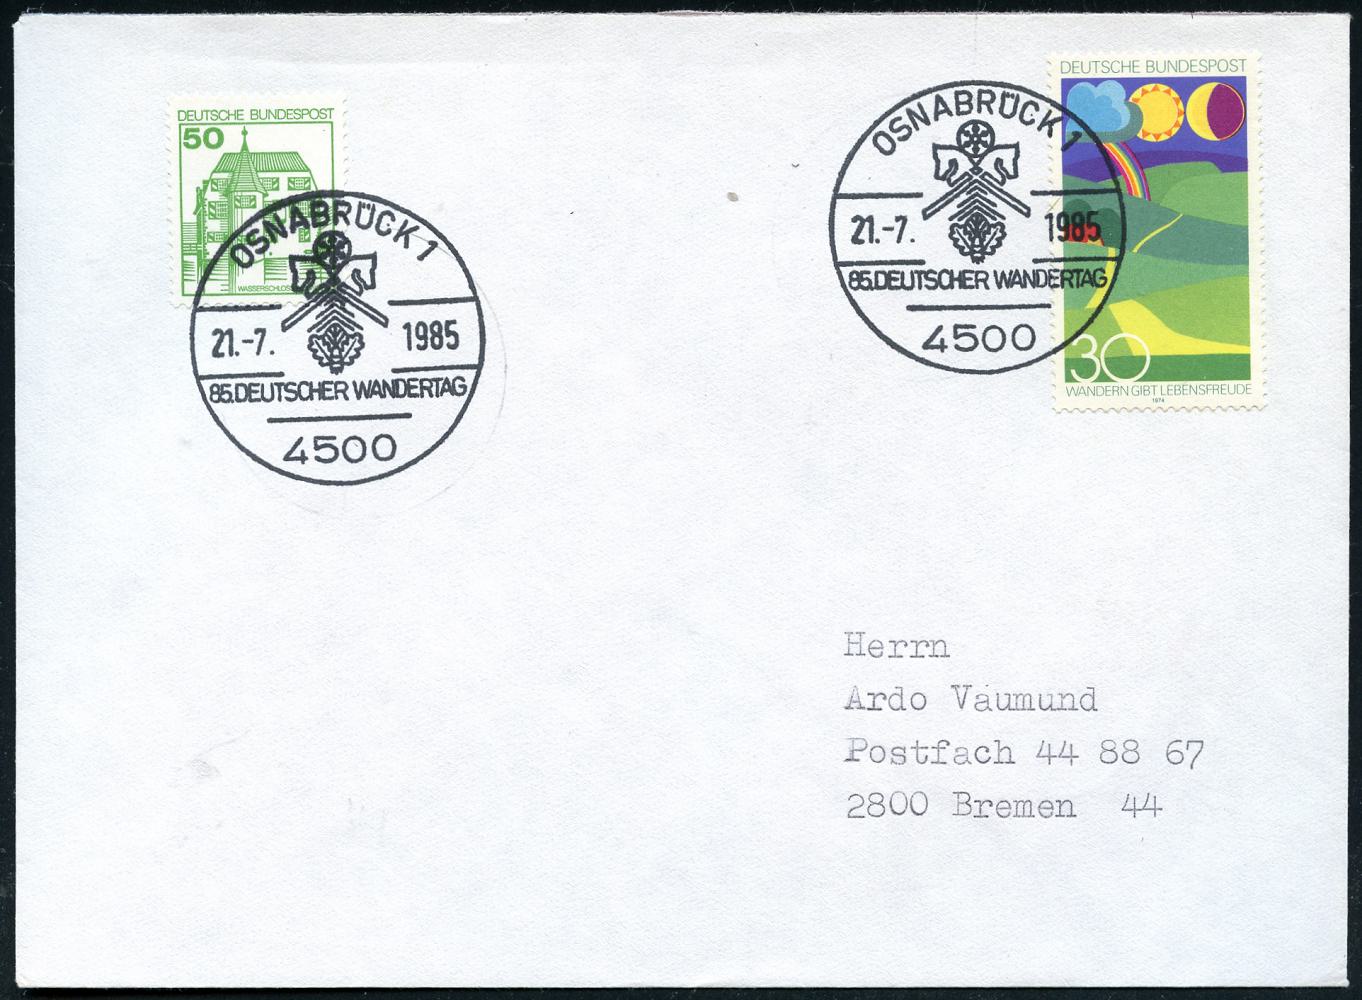 DEUTSCHE BUNDESPOST
50
WASSERSCHLOSS
OSNABRÜCK 1
21.-7. 1985
85.DEUTSCHER WANDERTAG
4500
OSNABRÜCK 1
21.-7. 1985
85.DEUTSCHER WANDERTAG
4500
DEUTSCHE BUNDESPOST
30
WANDERN GIBT LEBENSFREUDE
1974
Herrn
Ardo Vaumund
Postfach 44 88 67
2800 Bremen 44